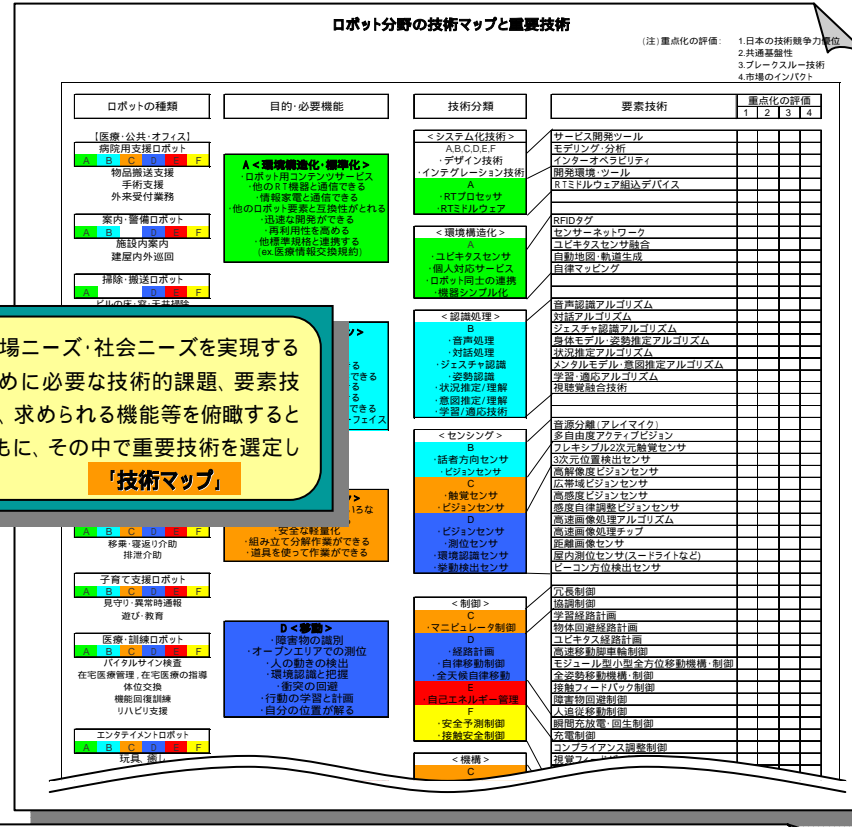 ロボット分野の技術マップと重要技術
(注)重点化の評価:
1.日本の技術競争力優位
2.共通基盤性
3.ブレークスルー技術
4.市場のインパクト
ロボットの種類
【医療・公共・オフィス】
病院用支援ロボット
A B C D E F
物品搬送支援
手術支援
外来受付業務
案内・警備ロボット
A B D E F
施設内案内
建屋内外巡回
掃除・搬送ロボット
A D E F
場ニーズ・社会ニーズを実現する
めに必要な技術的課題、要素技
、求められる機能等を俯瞰すると
もに、その中で重要技術を選定し
「技術マップ」
A B C D E F
移乗・寝返り介助
排泄介助
子育て支援ロボット
A B C D E F
見守り・異常時通報
遊び・教育
医療・訓練ロボット
A B C D E F
バイタルサイン検査
在宅医療管理,在宅医療の指導
体位交換
機能回復訓練
リハビリ支援
エンタテイメントロボット
A B C D E F
玩具、癒し
目的・必要機能
A<環境構造化・標準化>
・ロボット用コンテンツサービス
・他のRT機器と通信できる
・情報家電と通信できる
・他のロボット要素と互換性がとれる
・迅速な開発ができる
・再利用性を高める
・他標準規格と連携する
(ex.医療情報交換規約)
る
できる
る
る
できる
・フェイス
いろな
・安全な軽量化
・組み立て分解作業ができる
・道具を使って作業ができる
D<移動>
・障害物の識別
・オープンエリアでの測位
・人の動きの検出
・環境認識と把握
・衝突の回避
・行動の学習と計画
・自分の位置が解る
技術分類
<システム化技術>
A,B,C,D,E,F
・デザイン技術
・インテグレーション技術
A
・RTプロセッサ
・RTミドルウェア
<環境構造化>
A
・ユビキタスセンサ
・個人対応サービス
・ロボット同士の連携
・機器シンプル化
<認識処理>
B
・音声処理
・対話処理
・ジェスチャ認識
・姿勢認識
・状況推定/理解
・意図推定/理解
・学習/適応技術
<センシング>
B
・話者方向センサ
・ビジョンセンサ
C
・触覚センサ
・ビジョンセンサ
D
・ビジョンセンサ
・測位センサ
・環境認識センサ
・挙動検出センサ
<制御>
C
・マニピュレータ制御
D
・経路計画
・自律移動制御
・全天候自律移動
E
・自己エネルギー管理
F
・安全予測制御
・接触安全制御
<機構>
C
要素技術
重点化の評価
1 2 3 4
サービス開発ツール
モデリング・分析
インターオペラビリティ
開発環境・ツール
RTミドルウェア組込デバイス
RFIDタグ
センサーネットワーク
ユビキタスセンサ融合
自動地図・軌道生成
自律マッピング
音声認識アルゴリズム
対話アルゴリズム
ジェスチャ認識アルゴリズム
身体モデル・姿勢推定アルゴリズム
状況推定アルゴリズム
メンタルモデル・意図推定アルゴリズム
学習・適応アルゴリズム
視聴覚融合技術
音源分離(アレイマイク)
多自由度アクティブビジョン
フレキシブル2次元触覚センサ
3次元位置検出センサ
高解像度ビジョンセンサ
広帯域ビジョンセンサ
高感度ビジョンセンサ
感度自律調整ビジョンセンサ
高速画像処理アルゴリズム
高速画像処理チップ
距離画像センサ
屋内測位センサ(スードライトなど)
ビーコン方位検出センサ
冗長制御
協調制御
学習経路計画
物体回避経路計画
ユビキタス経路計画
高速移動脚車輪制御
モジュール型小型全方位移動機構・制御
全姿勢移動機構・制御
接触フィードバック制御
障害物回避制御
人追従移動制御
瞬間充放電・回生制御
充電制御
コンプライアンス調整制御